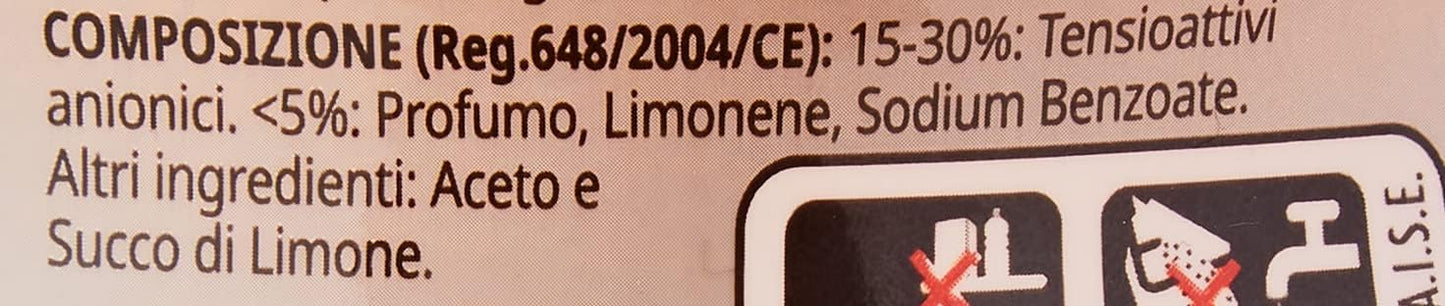 COMPOSIZIONE (Reg.648/2004/CE): 15-30%: Tensioattivi
anionici. <5%: Profumo, Limonene, Sodium Benzoate.
Altri ingredienti: Aceto e
Succo di Limone.
A.I.S.E.